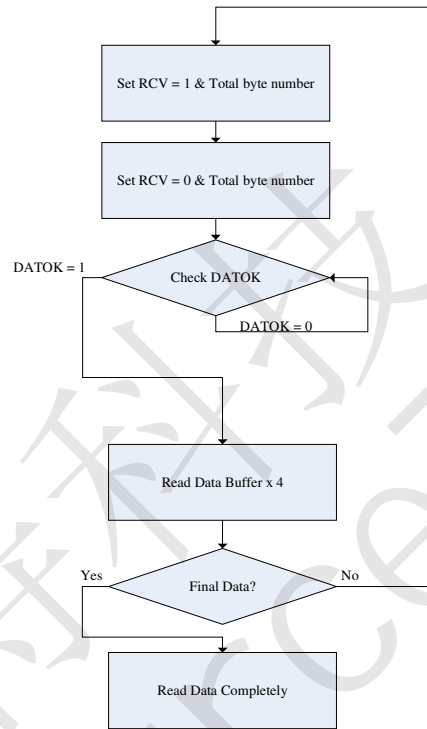 Set RCV = 1 & Total byte number
Set RCV = 0 & Total byte number
DATOK = 1
Check DATOK
DATOK = 0
Read Data Buffer x 4
Yes
Final Data?
No
Read Data Completely